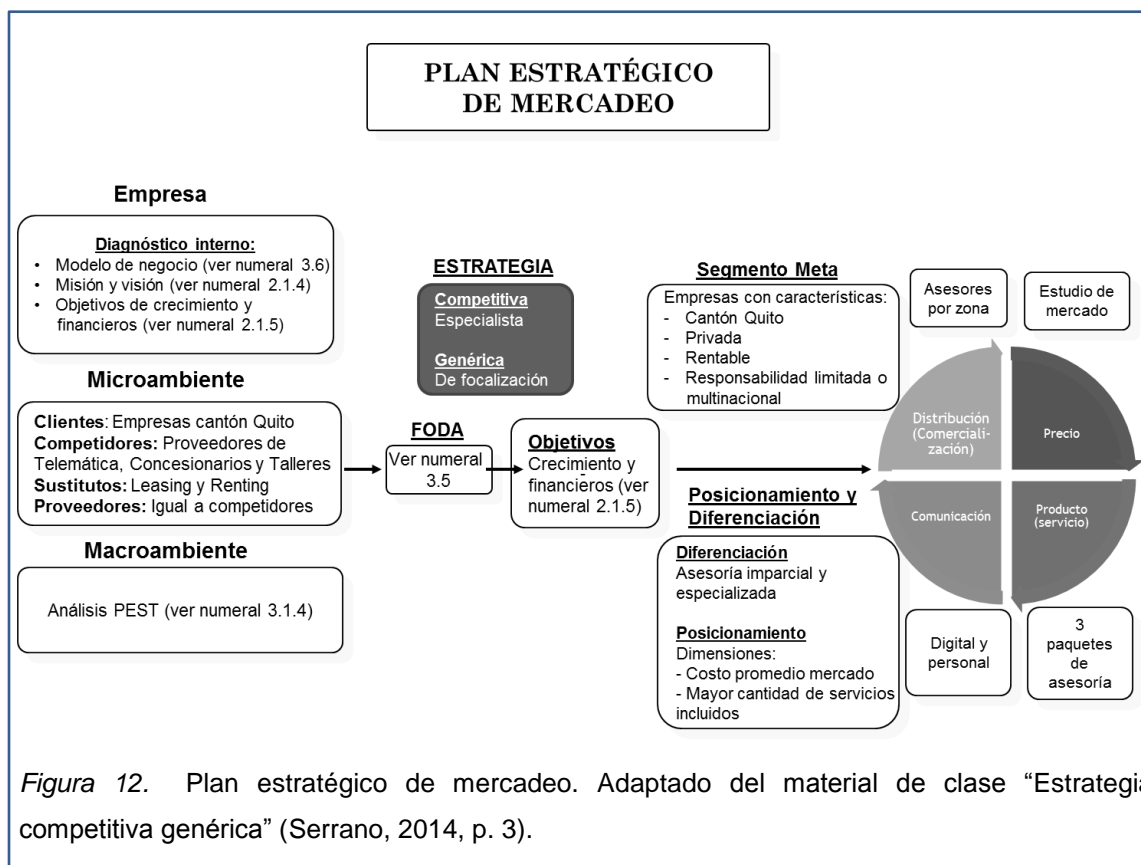 PLAN ESTRATÉGICO
DE MERCADEO
Empresa
Diagnóstico interno:
• Modelo de negocio (ver numeral 3.6)
• Misión y visión (ver numeral 2.1.4)
• Objetivos de crecimiento y
financieros (ver numeral 2.1.5)
Microambiente
Clientes: Empresas cantón Quito
Competidores: Proveedores de
Telemática, Concesionarios y Talleres
Sustitutos: Leasing y Renting
Proveedores: Igual a competidores
Macroambiente
Análisis PEST (ver numeral 3.1.4)
ESTRATEGIA
Competitiva
Especialista
Genérica
De focalización
FODA
Ver numeral
3.5
Objetivos
Crecimiento y
financieros (ver
numeral 2.1.5)
Segmento Meta
Empresas con características:
- Cantón Quito
- Privada
- Rentable
- Responsabilidad limitada o
multinacional
Posicionamiento y
Diferenciación
Diferenciación
Asesoría imparcial y
especializada
Posicionamiento
Dimensiones:
- Costo promedio mercado
- Mayor cantidad de servicios
incluidos
Asesores
por zona
Estudio de
mercado
Distribución
(Comerciali-
zación)
Precio
Comunicación
Producto
(servicio)
Digital y
personal
3
paquetes
de
asesoría
Figura 12. Plan estratégico de mercadeo. Adaptado del material de clase “Estrategia
competitiva genérica” (Serrano, 2014, p. 3).